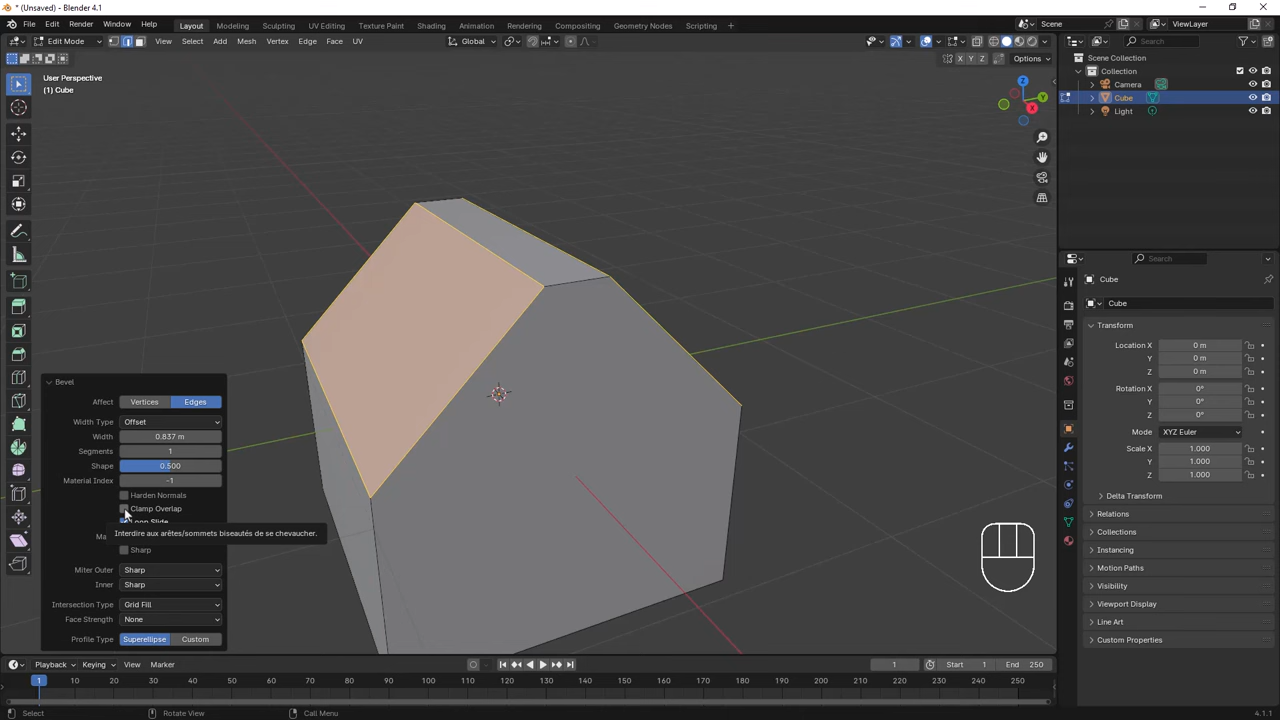 * (Unsaved) - Blender 4.1.1
File Edit Render Window Help Layout Modeling Sculpting UV Editing Texture Paint Shading Animation Rendering Compositing Geometry Nodes Scripting Scene ViewLayer
Edit Mode View Select Add Mesh Vertex Edge Face UV Global Search
X Y Z Options
Scene Collection
Collection
Camera
Cube
Light
User Perspective
(1) Cube
Z
Y
X
Search
Cube
Cube
Transform
Location X 0 m
Y 0 m
Z 0 m
Rotation X 0°
Y 0°
Z 0°
Mode XYZ Euler
Scale X 1.000
Y 1.000
Z 1.000
Delta Transform
Relations
Collections
Instancing
Motion Paths
Visibility
Viewport Display
Line Art
Custom Properties
Bevel
Affect Vertices Edges
Width Type Offset
Width 0.837 m
Segments 1
Shape 0.500
Material Index -1
Harden Normals
Clamp Overlap
Loop Slide
Interdire aux arêtes/sommets biseautés de se chevaucher.
Sharp
Miter Outer Sharp
Inner Sharp
Intersection Type Grid Fill
Face Strength None
Profile Type Superellipse Custom
Playback Keying View Marker 1 Start 1 End 250
1 10 20 30 40 50 60 70 80 90 100 110 120 130 140 150 160 170 180 190 200 210 220 230 240 250
Select Rotate View Call Menu 4.1.1